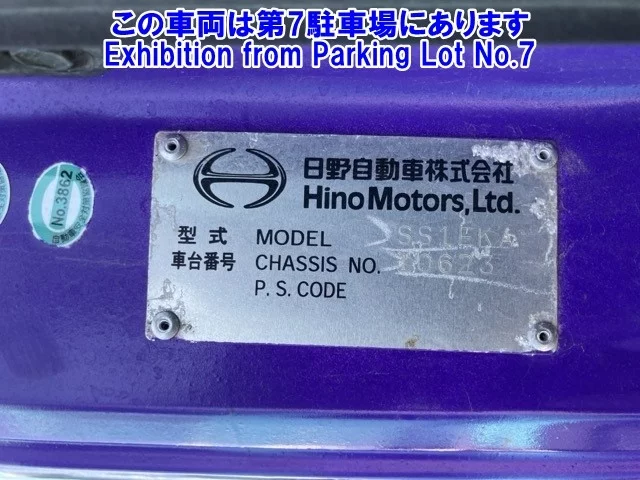 この車両は第7駐車場にあります
Exhibition from Parking Lot No.7
No.3862
日野自動車株式会社
Hino Motors, Ltd.
型式 MODEL SS1EKA
車台番号 CHASSIS NO.
P.S. CODE